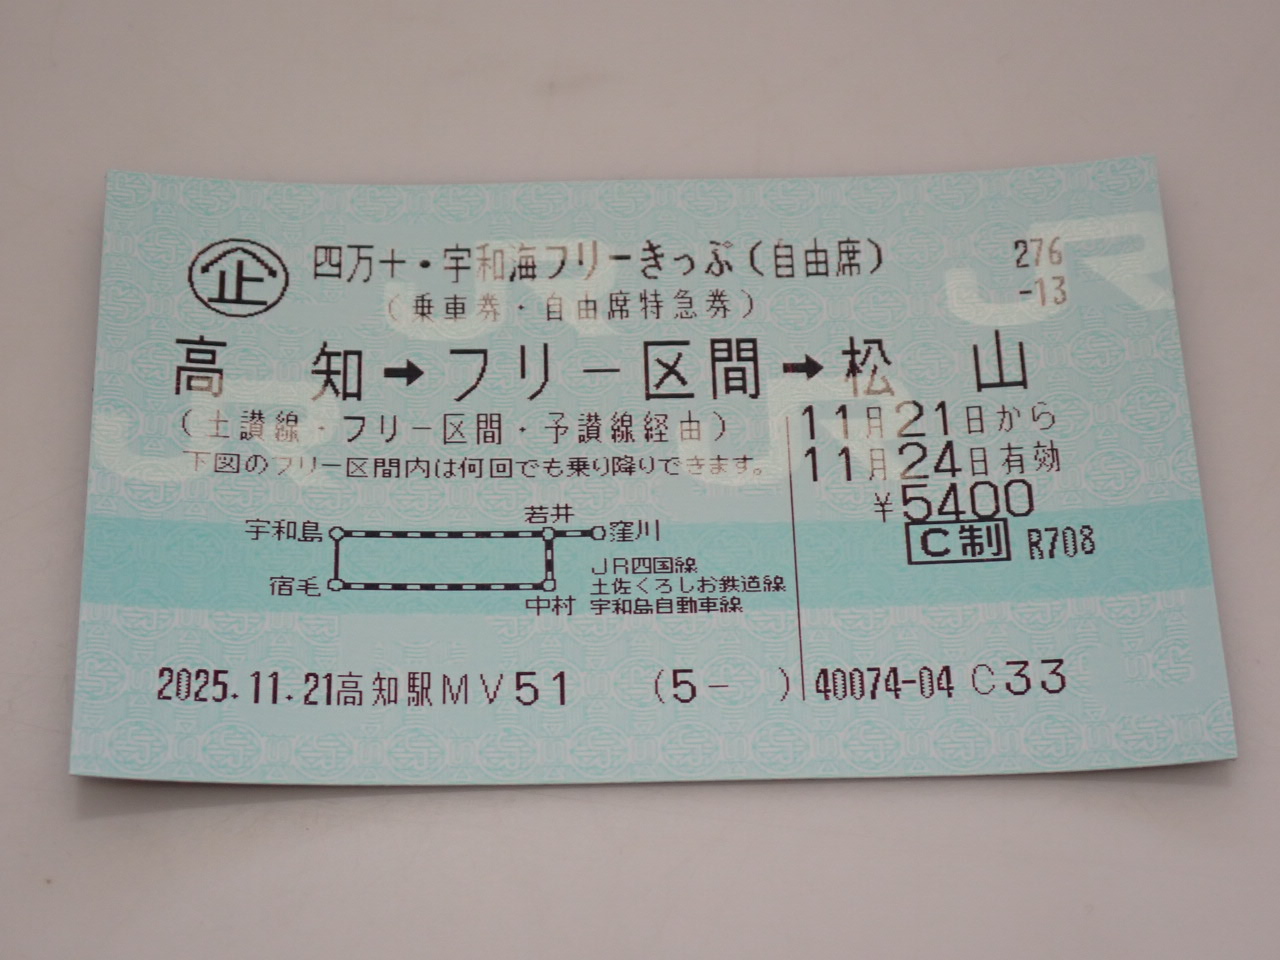 企 四万十・宇和海フリーきっぷ(自由席) 276
(乗車券・自由席特急券) -13
高知→フリー区間→松山
(土讃線・フリー区間・予讃線経由) 11月21日から
下図のフリー区間内は何回でも乗り降りできます。 11月24日有効
¥5400
C制 R708
若井
宇和島 窪川
JR四国線
宿毛 土佐くろしお鉄道線
中村 宇和島自動車線
2025.11.21高知駅MV51 (5- ) 40074-04 C33
JR
JR
JR
JR